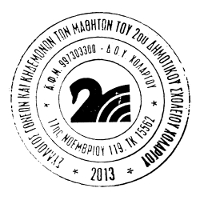 ΣΥΛΛΟΓΟΣ ΓΟΝΕΩΝ ΚΑΙ ΚΗΔΕΜΟΝΩΝ ΤΩΝ ΜΑΘΗΤΩΝ ΤΟΥ 2ου ΔΗΜΟΤΙΚΟΥ ΣΧΟΛΕΙΟΥ ΧΟΛΑΡΓΟΥ
* 2013 *
Α.Φ.Μ. 997303300 - Δ.Ο.Υ ΧΟΛΑΡΓΟΥ
17ΗΣ ΝΟΕΜΒΡΙΟΥ 119, ΤΚ 15562
2